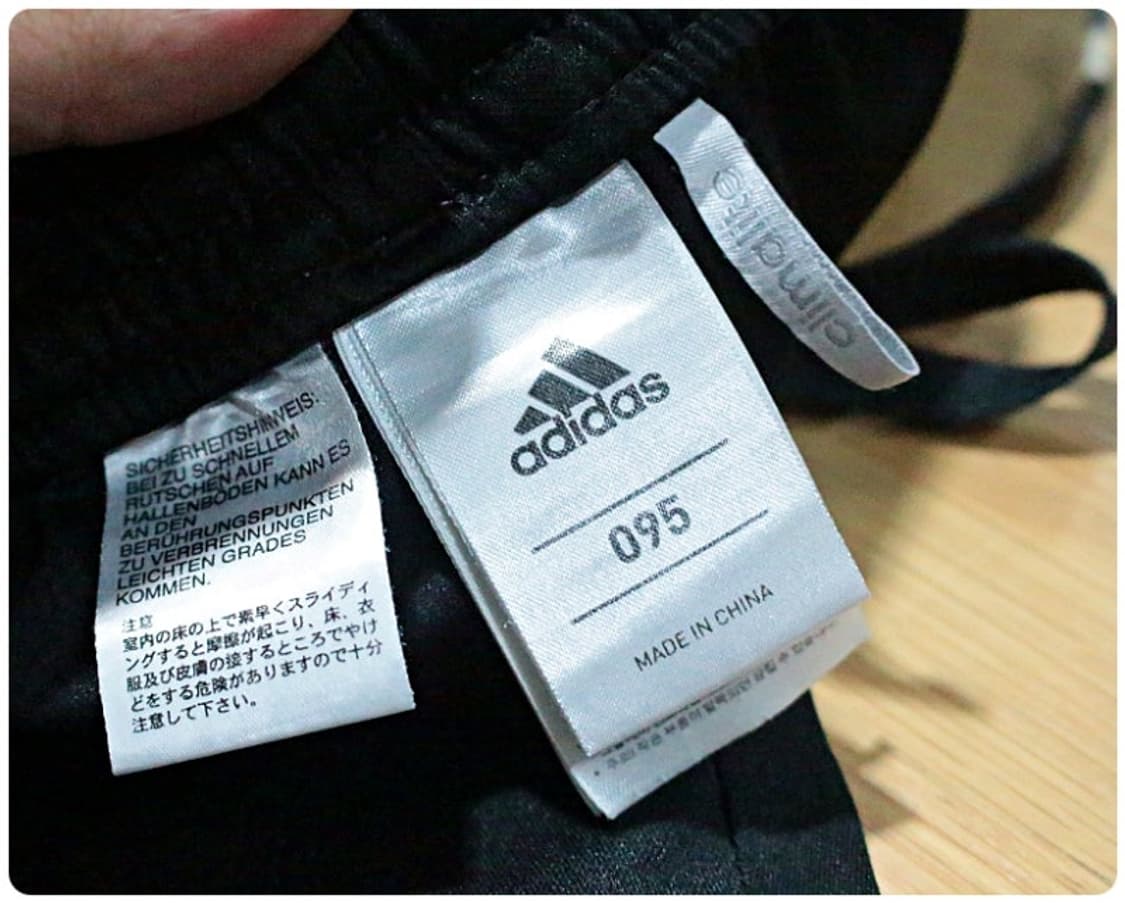 SICHERHEITSHINWEIS:
BEI ZU SCHNELLEM
RUTSCHEN AUF
HALLENBÖDEN KANN ES
AN DEN
BERÜHRUNGSPUNKTEN
ZU VERBRENNUNGEN
LEICHTEN GRADES
KOMMEN.
注意
室内の床の上で素早くスライディ
ングすると摩擦が起こり、床、衣
服及び皮膚の接するところでやけ
どをする危険がありますので十分
注意して下さい。
adidas
095
MADE IN CHINA
climalite